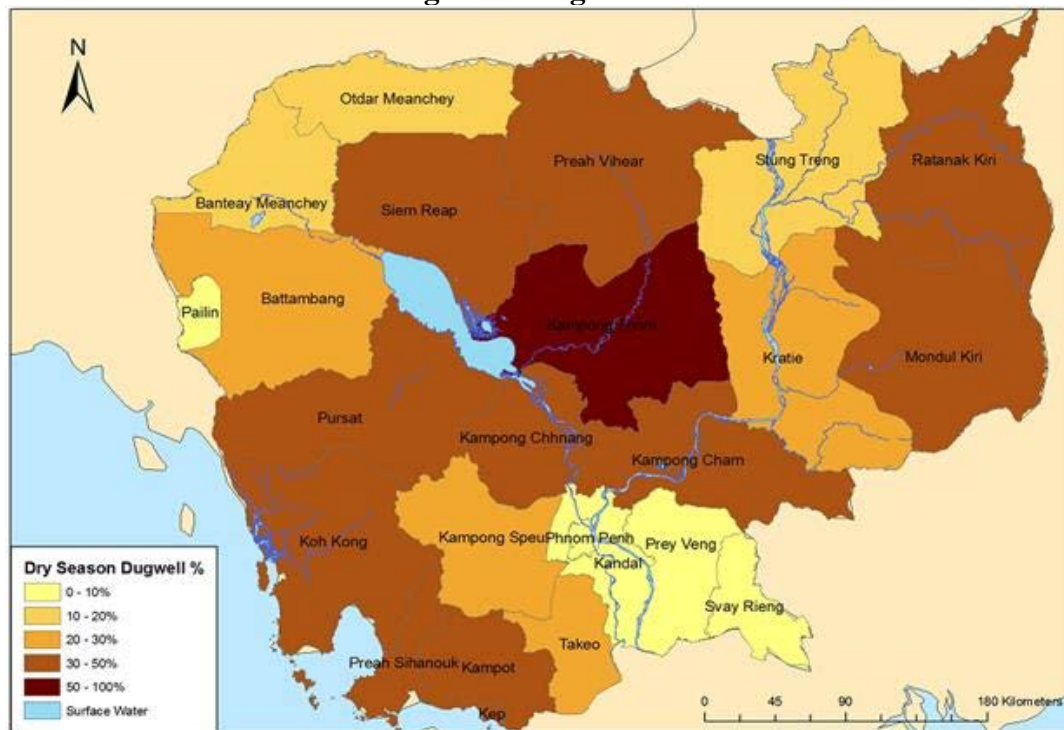 N
Otdar Meanchey
Preah Vihear
Stung Treng
Ratanak Kiri
Banteay Meanchey
Siem Reap
Pailin
Battambang
Kampong Thom
Kratie
Mondul Kiri
Pursat
Kampong Chhnang
Kampong Cham
Koh Kong
Kampong Speu
Phnom Penh
Prey Veng
Kandal
Svay Rieng
Takeo
Preah Sihanouk
Kampot
Kep
Dry Season Dugwell %
0 - 10%
10 - 20%
20 - 30%
30 - 50%
50 - 100%
Surface Water
0 45 90 180 Kilometers